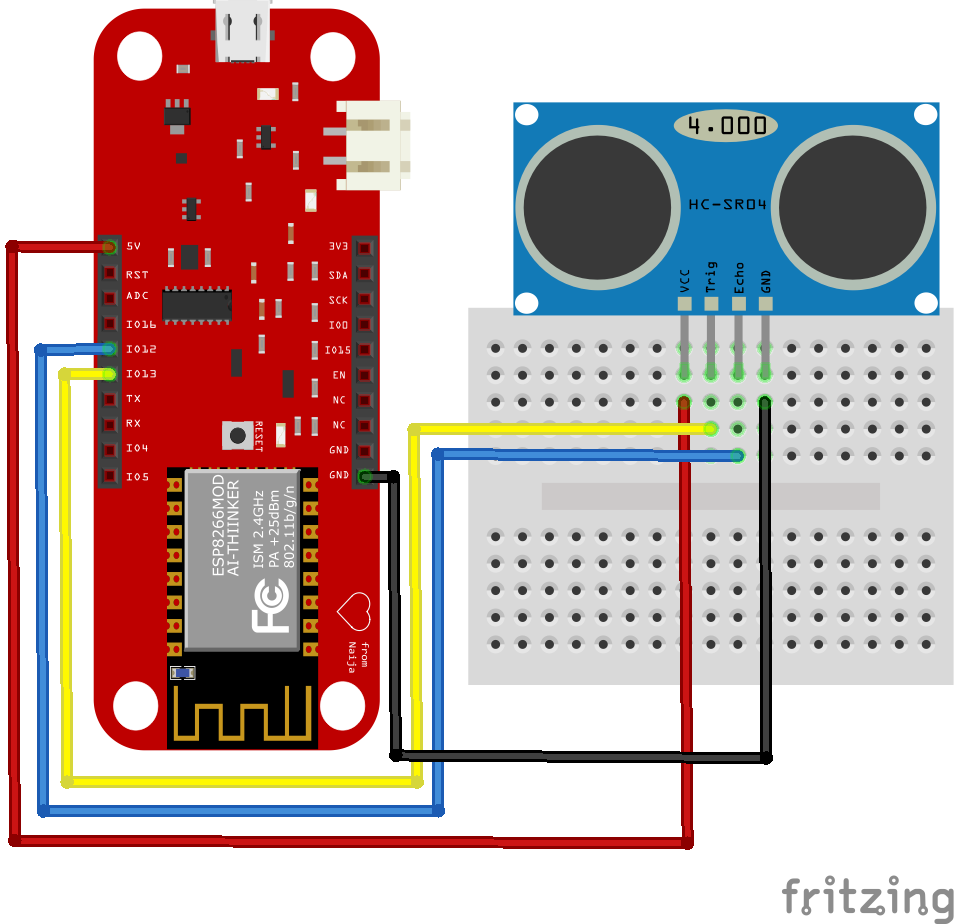 5V
RST
ADC
IO16
IO12
IO13
TX
RX
IO4
IO5
3V3
SDA
SCK
IO0
IO15
EN
NC
NC
GND
GND
RESET
ESP8266MOD
AI-THIINKER
ISM 2.4GHz
PA +25dBm
802.11b/g/n
FC
from
Naija
4.000
HC-SR04
VCC
Trig
Echo
GND
fritzing